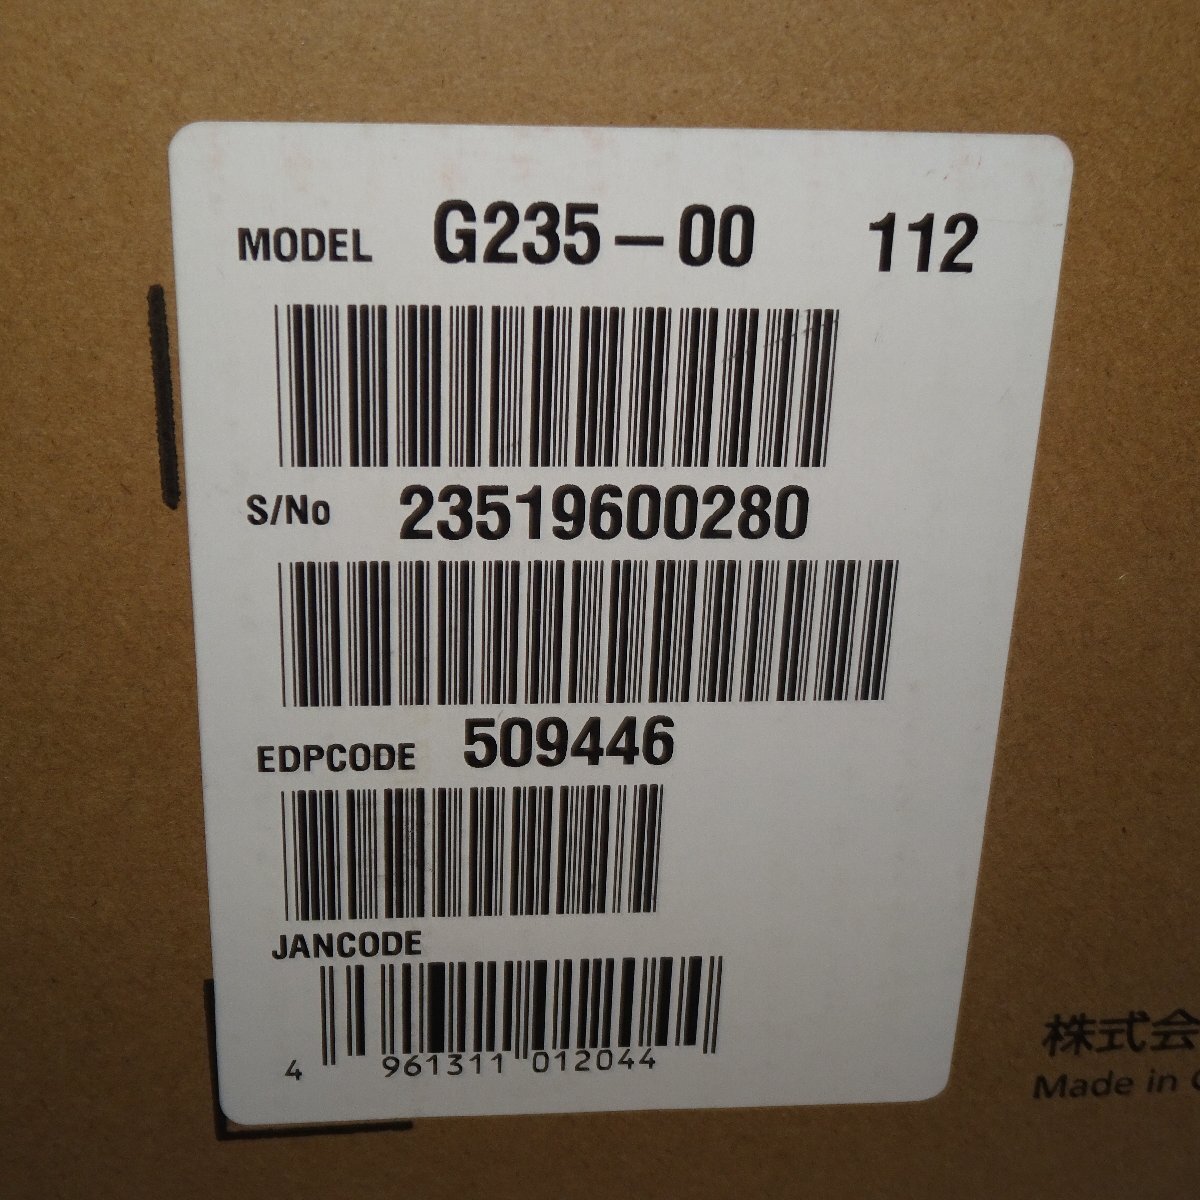 MODEL G235-00 112
S/No 23519600280
EDPCODE 509446
JANCODE
4 961311 012044
株式会
Made in